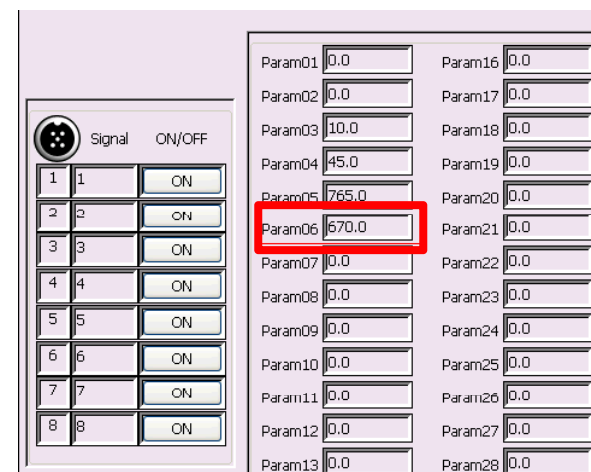 Signal ON/OFF
1 1 ON
2 2 ON
3 3 ON
4 4 ON
5 5 ON
6 6 ON
7 7 ON
8 8 ON
Param01 0.0 Param16 0.0
Param02 0.0 Param17 0.0
Param03 10.0 Param18 0.0
Param04 45.0 Param19 0.0
Param05 765.0 Param20 0.0
Param06 670.0 Param21 0.0
Param07 0.0 Param22 0.0
Param08 0.0 Param23 0.0
Param09 0.0 Param24 0.0
Param10 0.0 Param25 0.0
Param11 0.0 Param26 0.0
Param12 0.0 Param27 0.0
Param13 0.0 Param28 0.0